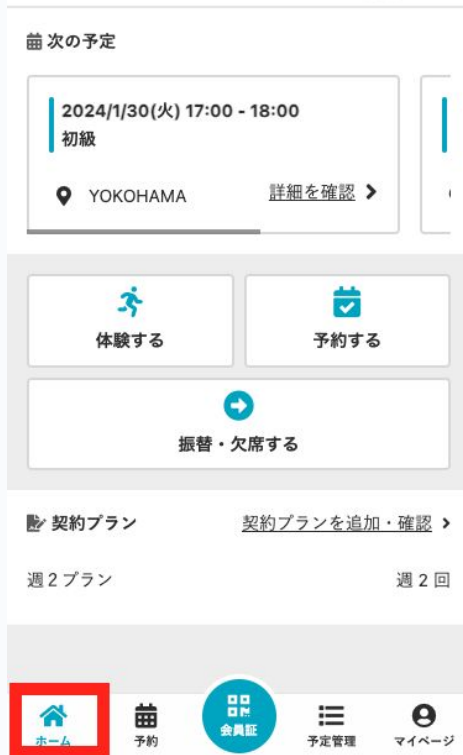 次の予定
2024/1/30(火) 17:00 - 18:00
初級
YOKOHAMA
詳細を確認
体験する
予約する
振替・欠席する
契約プラン
契約プランを追加・確認
週2プラン
週2回
ホーム
予約
会員証
予定管理
マイページ